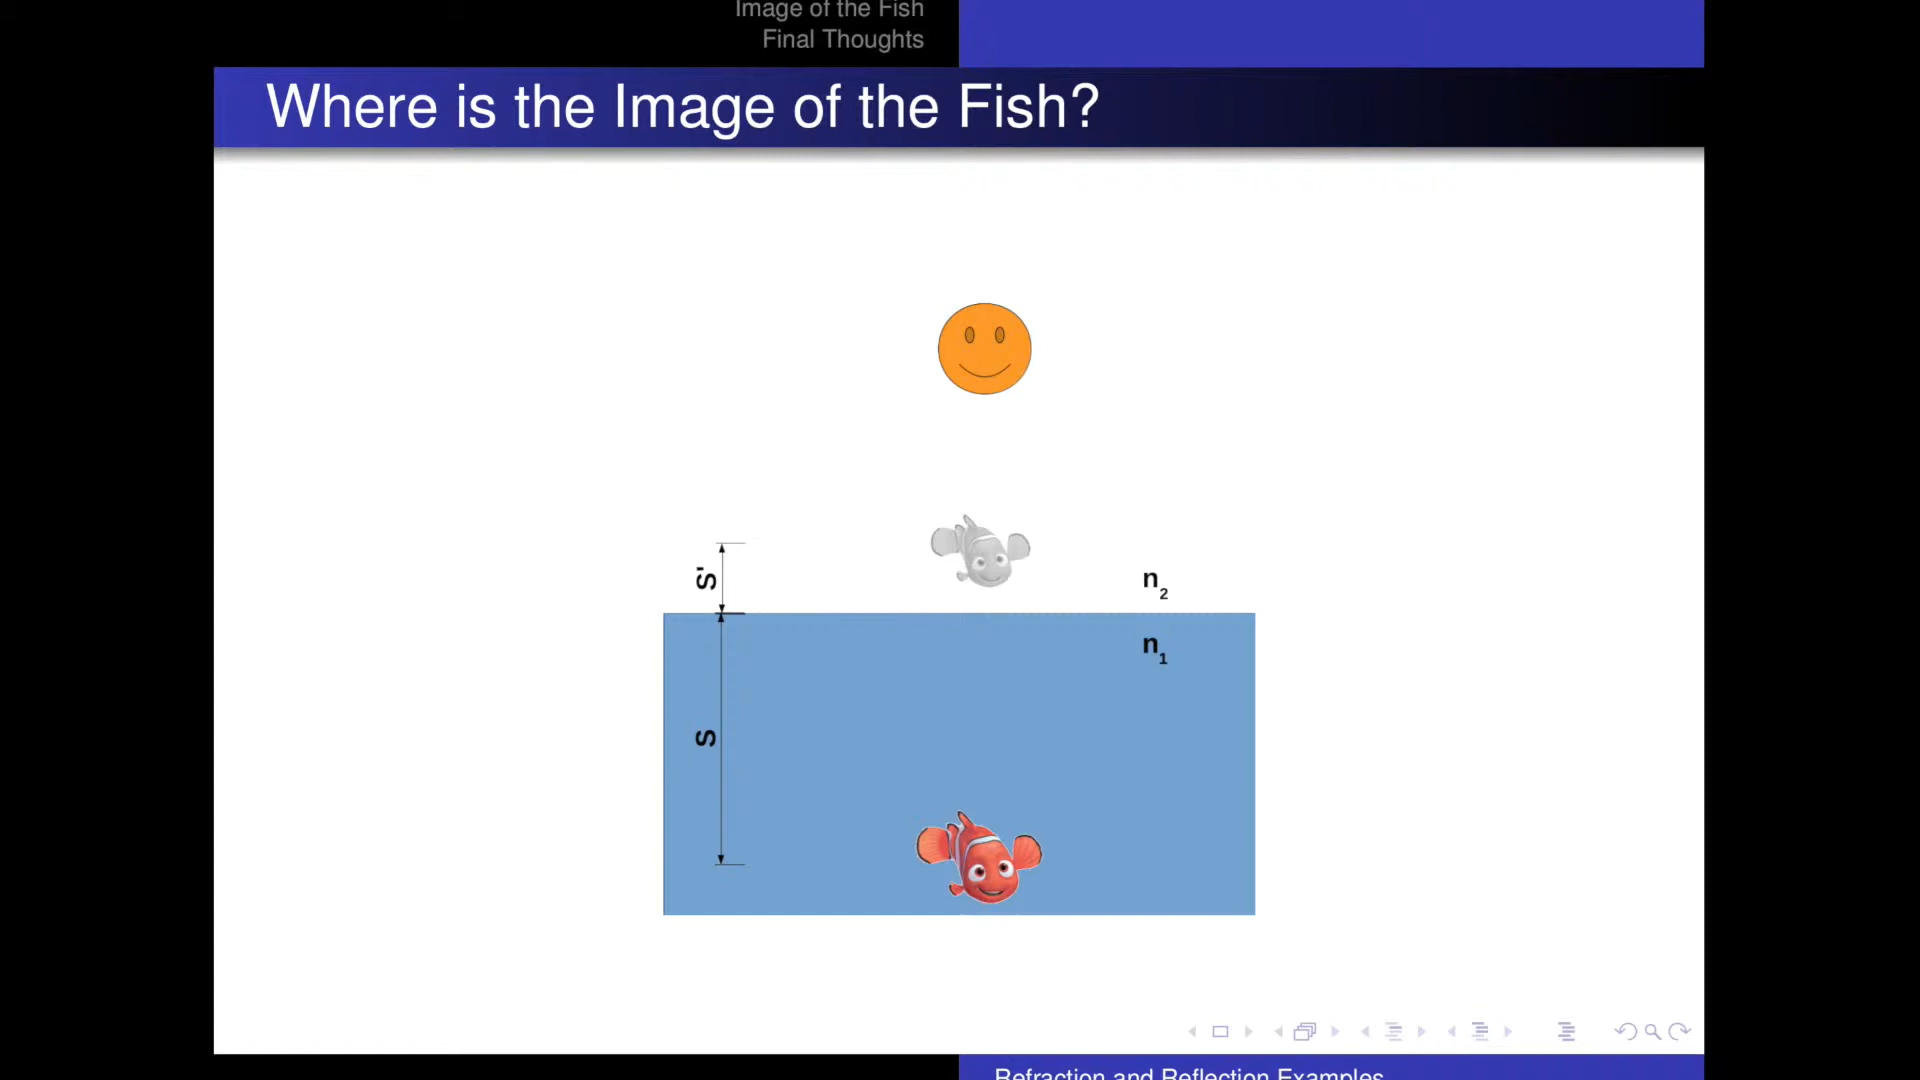 Image of the Fish
Final Thoughts
Where is the Image of the Fish?
S'
n2
n1
S
Refraction and Reflection Examples